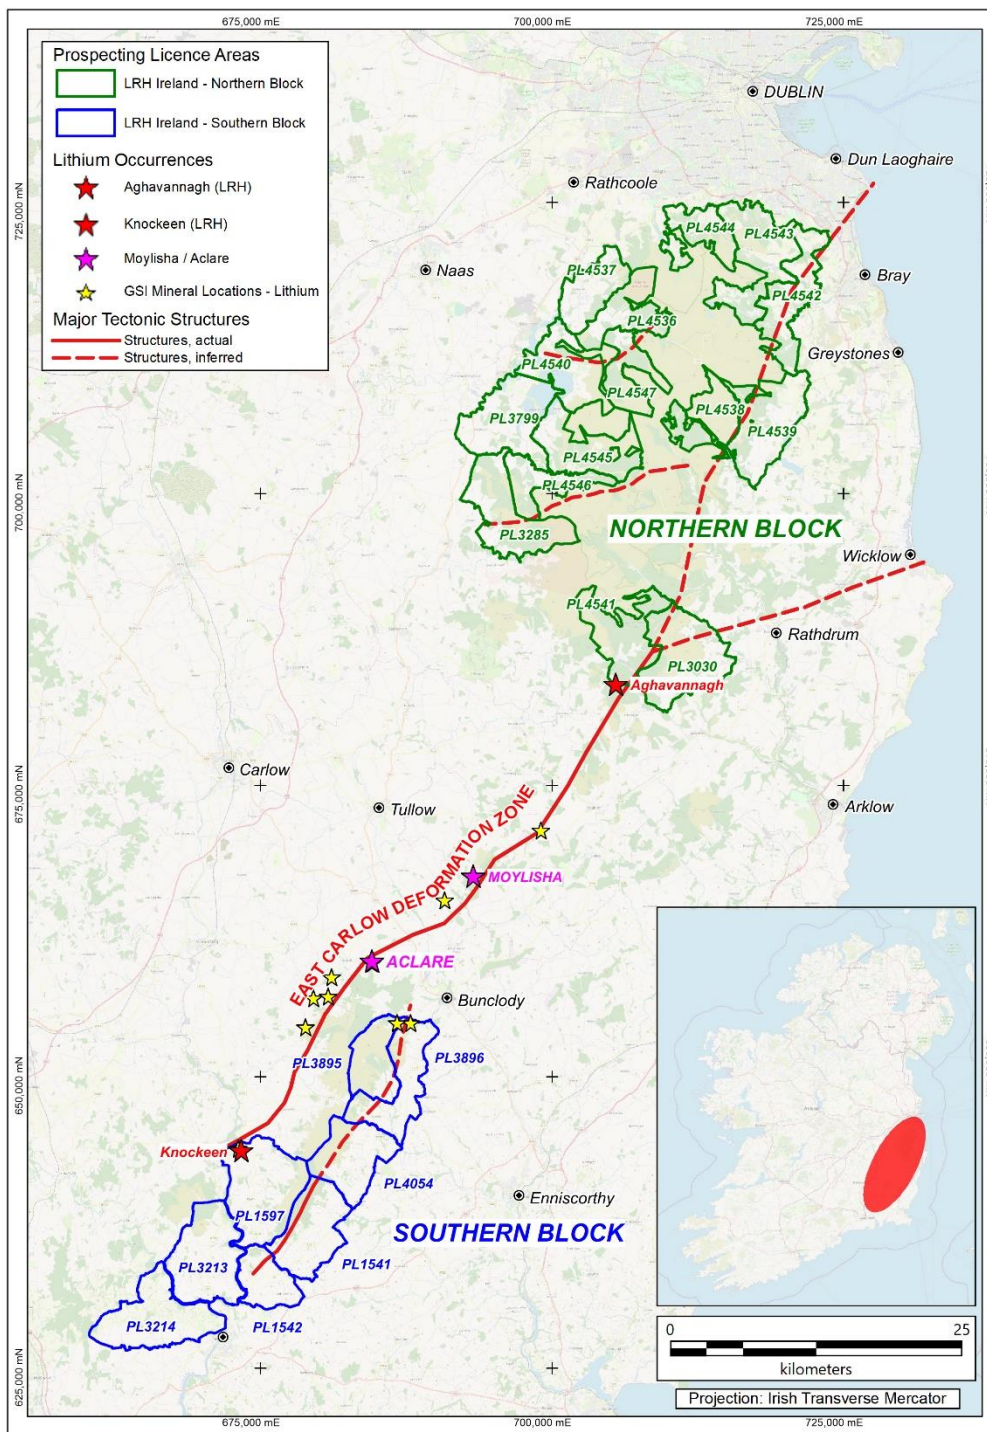 675,000 mE
700,000 mE
725,000 mE
Prospecting Licence Areas
LRH Ireland - Northern Block
LRH Ireland - Southern Block
Lithium Occurrences
Aghavannagh (LRH)
Knockeen (LRH)
Moylisha / Aclare
GSI Mineral Locations - Lithium
Major Tectonic Structures
Structures, actual
Structures, inferred
DUBLIN
Dun Laoghaire
Rathcoole
725,000 mN
PL4544
PL4543
Naas
PL4537
Bray
PL4542
PL4536
Greystones
PL4540
PL4547
PL4538
PL3799
PL4539
PL4545
PL4546
700,000 mN
NORTHERN BLOCK
PL3285
Wicklow
PL4541
Rathdrum
PL3030
Aghavannagh
Carlow
675,000 mN
Tullow
Arklow
EAST CARLOW DEFORMATION ZONE
MOYLISHA
ACLARE
Bunclody
PL3895
PL3896
650,000 mN
Knockeen
PL4054
Enniscorthy
PL1597
SOUTHERN BLOCK
PL1541
PL3213
PL1542
PL3214
625,000 mN
0
25
kilometers
Projection: Irish Transverse Mercator
675,000 mE
700,000 mE
725,000 mE